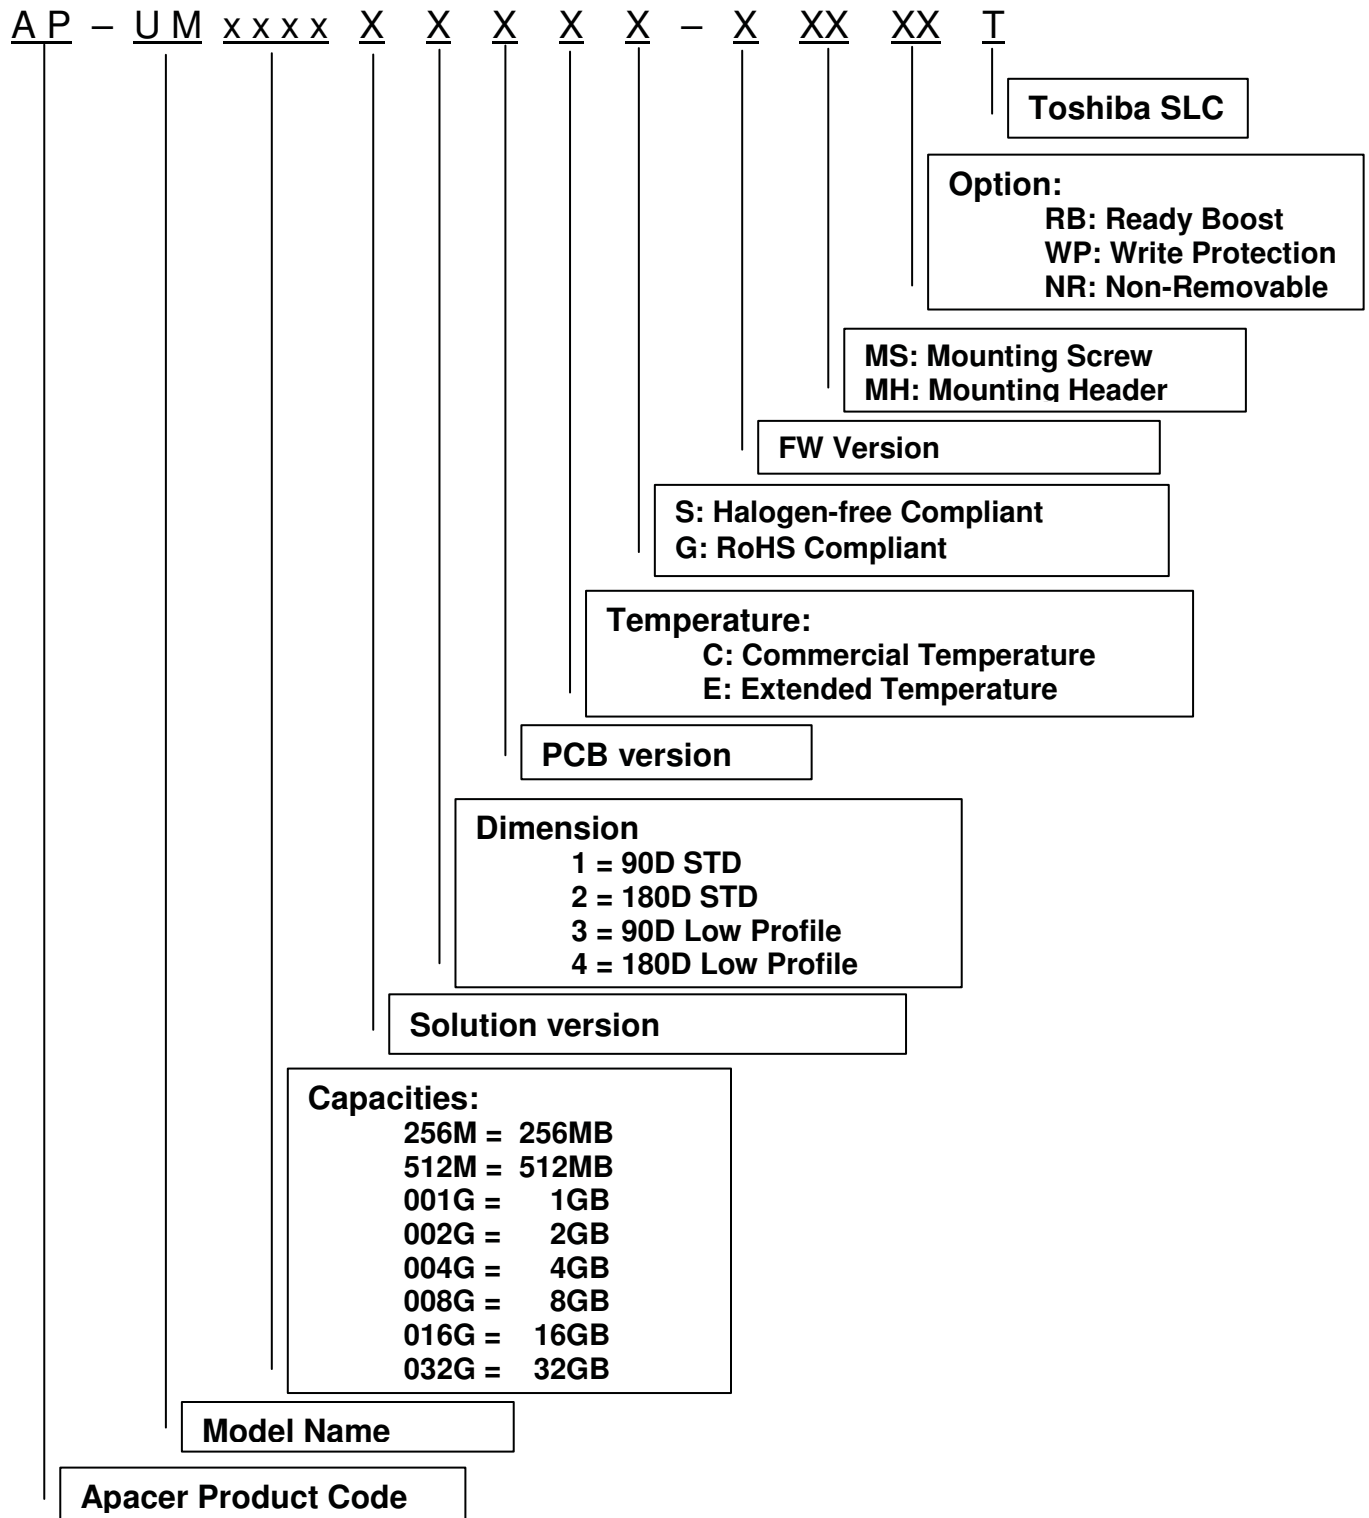 A P – U M x x x x X X X X X – X XX XX T
Toshiba SLC
Option:
RB: Ready Boost
WP: Write Protection
NR: Non-Removable
MS: Mounting Screw
MH: Mounting Header
FW Version
S: Halogen-free Compliant
G: RoHS Compliant
Temperature:
C: Commercial Temperature
E: Extended Temperature
PCB version
Dimension
1 = 90D STD
2 = 180D STD
3 = 90D Low Profile
4 = 180D Low Profile
Solution version
Capacities:
256M = 256MB
512M = 512MB
001G = 1GB
002G = 2GB
004G = 4GB
008G = 8GB
016G = 16GB
032G = 32GB
Model Name
Apacer Product Code